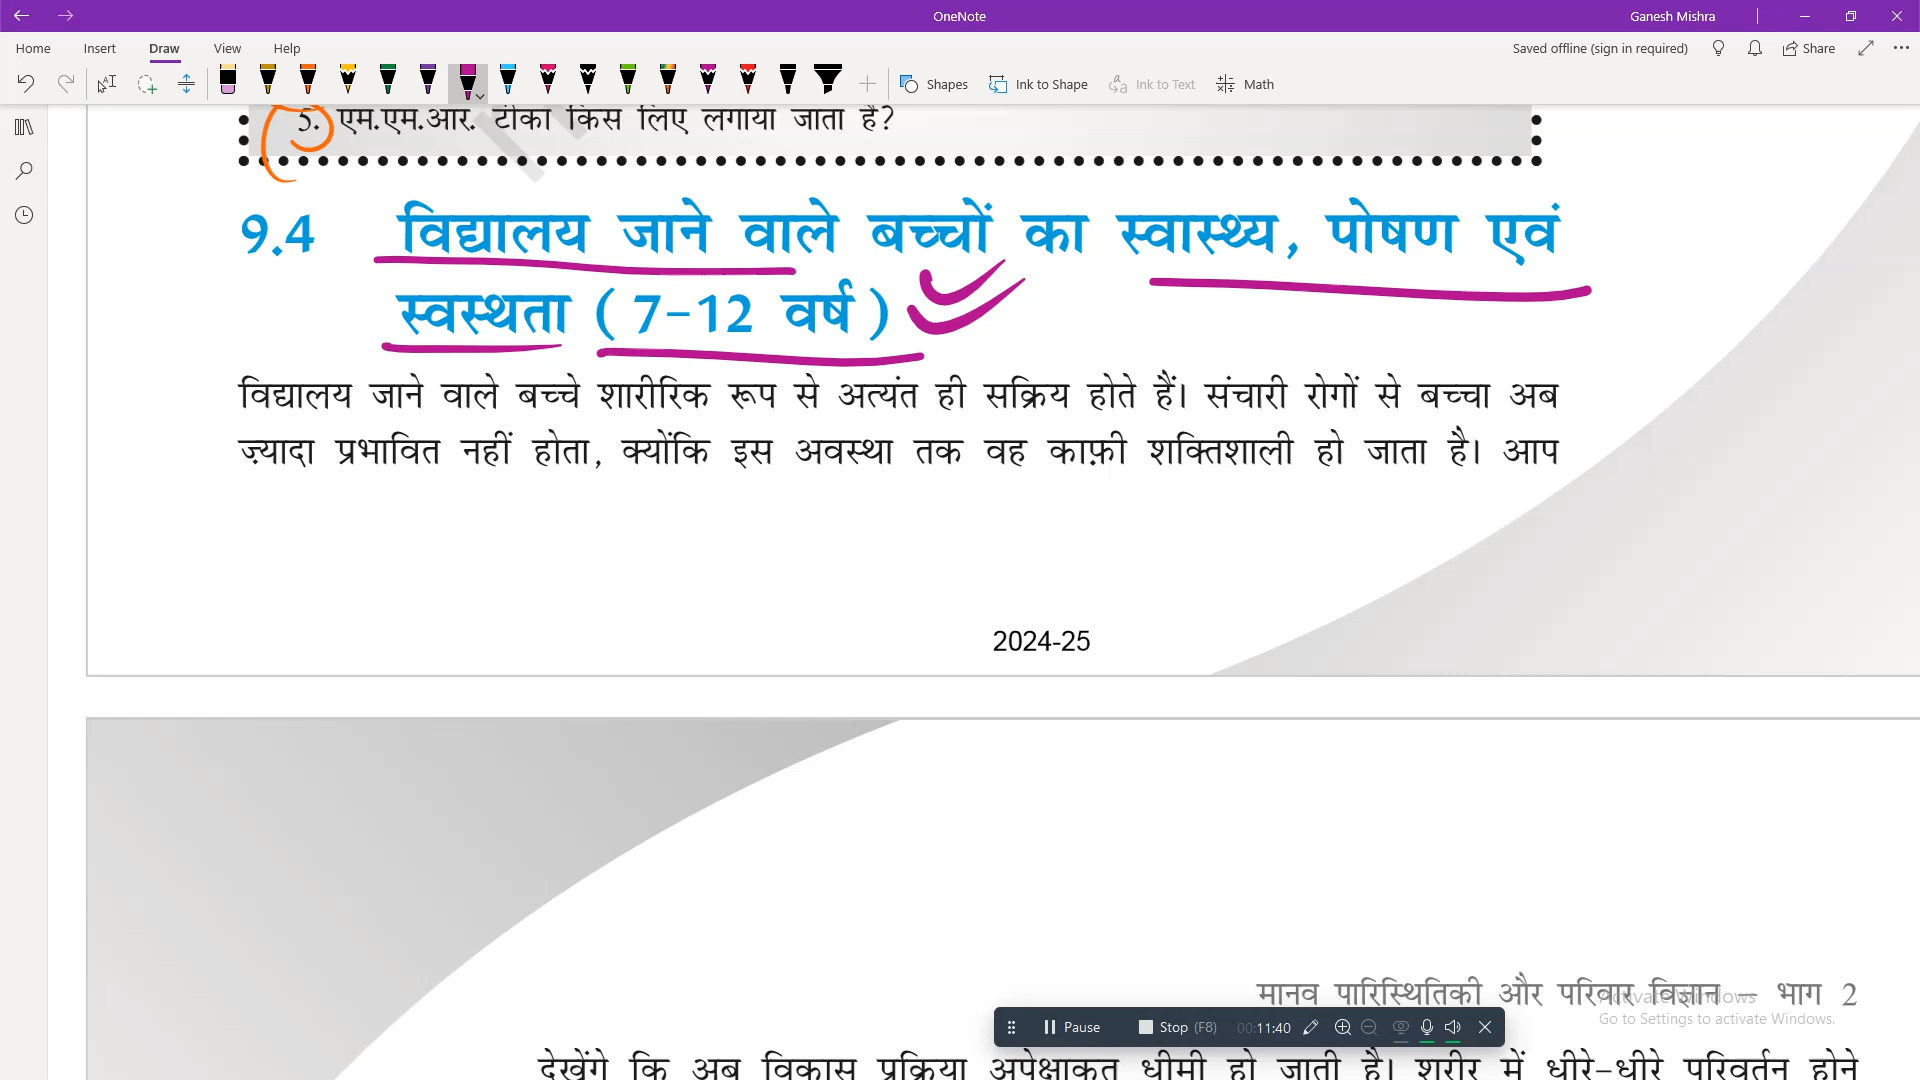 OneNote
Ganesh Mishra
Home Insert Draw View Help
Saved offline (sign in required) Share
Shapes Ink to Shape Ink to Text Math
5. एम.एम.आर. टीका किस लिए लगाया जाता है?
9.4 विद्यालय जाने वाले बच्चों का स्वास्थ्य, पोषण एवं
स्वस्थता (7-12 वर्ष)
विद्यालय जाने वाले बच्चे शारीरिक रूप से अत्यंत ही सक्रिय होते हैं। संचारी रोगों से बच्चा अब
ज़्यादा प्रभावित नहीं होता, क्योंकि इस अवस्था तक वह काफ़ी शक्तिशाली हो जाता है। आप
2024-25
मानव पारिस्थितिकी और परिवार विज्ञान – भाग 2
Activate Windows
Go to Settings to activate Windows.
Pause Stop (F8) 00:11:40
देखेंगे कि अब विकास प्रक्रिया अपेक्षाकृत धीमी हो जाती है। शरीर में धीरे-धीरे परिवर्तन होने